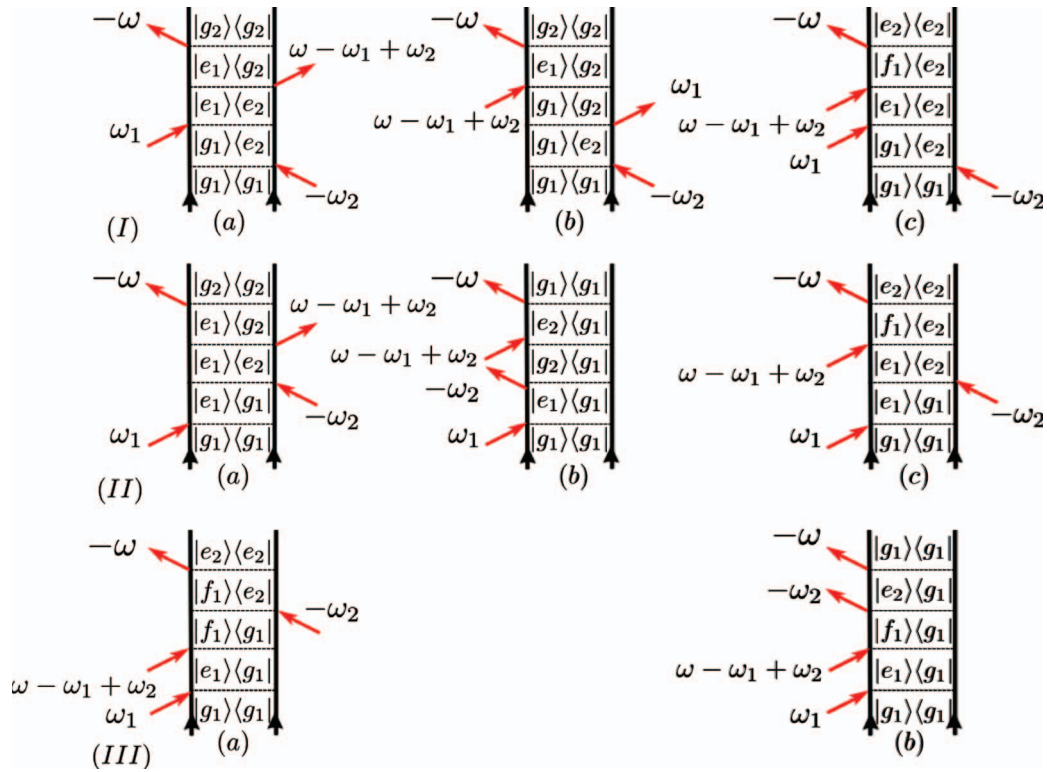 −ω |g₂⟩⟨g₂| −ω |g₂⟩⟨g₂| −ω |e₂⟩⟨e₂|
ω − ω₁ + ω₂
|e₁⟩⟨g₂| |e₁⟩⟨g₂| |f₁⟩⟨e₂|
ω₁
|e₁⟩⟨e₂| |g₁⟩⟨g₂| |e₁⟩⟨e₂|
ω₁ ω − ω₁ + ω₂ ω − ω₁ + ω₂
|g₁⟩⟨e₂| |g₁⟩⟨e₂| ω₁ |g₁⟩⟨e₂|
|g₁⟩⟨g₁| −ω₂ |g₁⟩⟨g₁| −ω₂ |g₁⟩⟨g₁| −ω₂
(I) (a) (b) (c)
−ω |g₂⟩⟨g₂| −ω |g₁⟩⟨g₁| −ω |e₂⟩⟨e₂|
ω − ω₁ + ω₂
|e₁⟩⟨g₂| |e₂⟩⟨g₁| |f₁⟩⟨e₂|
|e₁⟩⟨e₂| ω − ω₁ + ω₂ |g₂⟩⟨g₁| ω − ω₁ + ω₂ |e₁⟩⟨e₂|
|e₁⟩⟨g₁| −ω₂ −ω₂ |e₁⟩⟨g₁| |e₁⟩⟨g₁| −ω₂
ω₁ |g₁⟩⟨g₁| ω₁ |g₁⟩⟨g₁| ω₁ |g₁⟩⟨g₁|
(II) (a) (b) (c)
−ω |e₂⟩⟨e₂| −ω |g₁⟩⟨g₁|
|f₁⟩⟨e₂| −ω₂ −ω₂ |e₂⟩⟨g₁|
|f₁⟩⟨g₁| |f₁⟩⟨g₁|
ω − ω₁ + ω₂ |e₁⟩⟨g₁| ω − ω₁ + ω₂ |e₁⟩⟨g₁|
ω₁ |g₁⟩⟨g₁| ω₁ |g₁⟩⟨g₁|
(III) (a) (b)